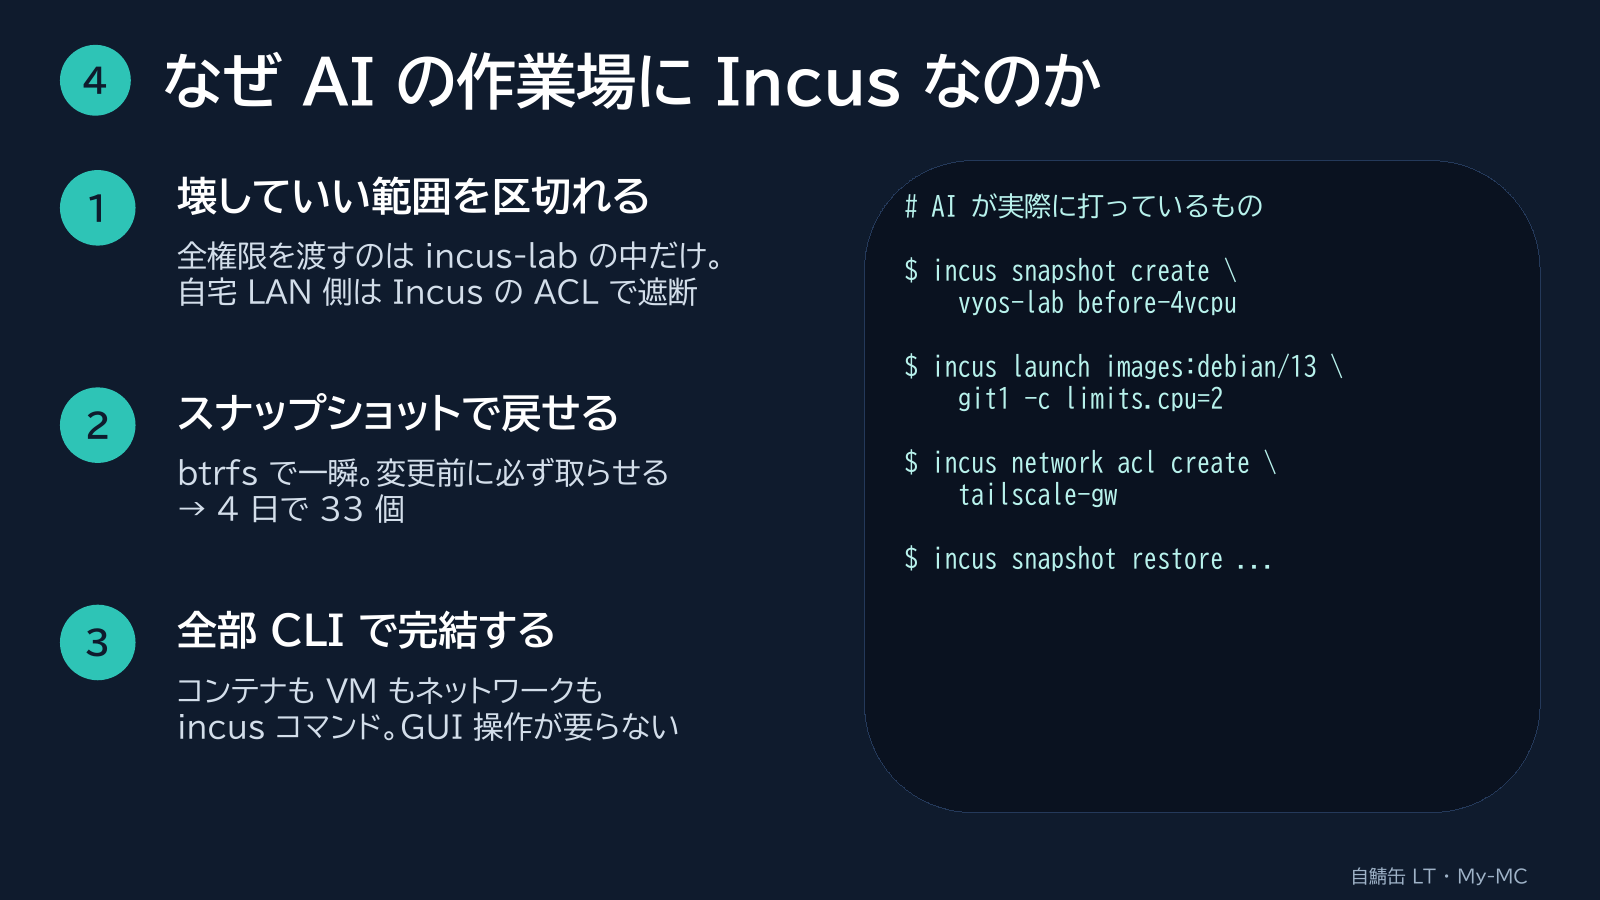 4 なぜ AI の作業場に Incus なのか
1 壊していい範囲を区切れる
全権限を渡すのは incus-lab の中だけ。
自宅 LAN 側は Incus の ACL で遮断
2 スナップショットで戻せる
btrfs で一瞬。変更前に必ず取らせる
→ 4 日で 33 個
3 全部 CLI で完結する
コンテナも VM もネットワークも
incus コマンド。GUI 操作が要らない
# AI が実際に打っているもの
$ incus snapshot create \
vyos-lab before-4vcpu
$ incus launch images:debian/13 \
git1 -c limits.cpu=2
$ incus network acl create \
tailscale-gw
$ incus snapshot restore ...
自鯖缶 LT・My-MC